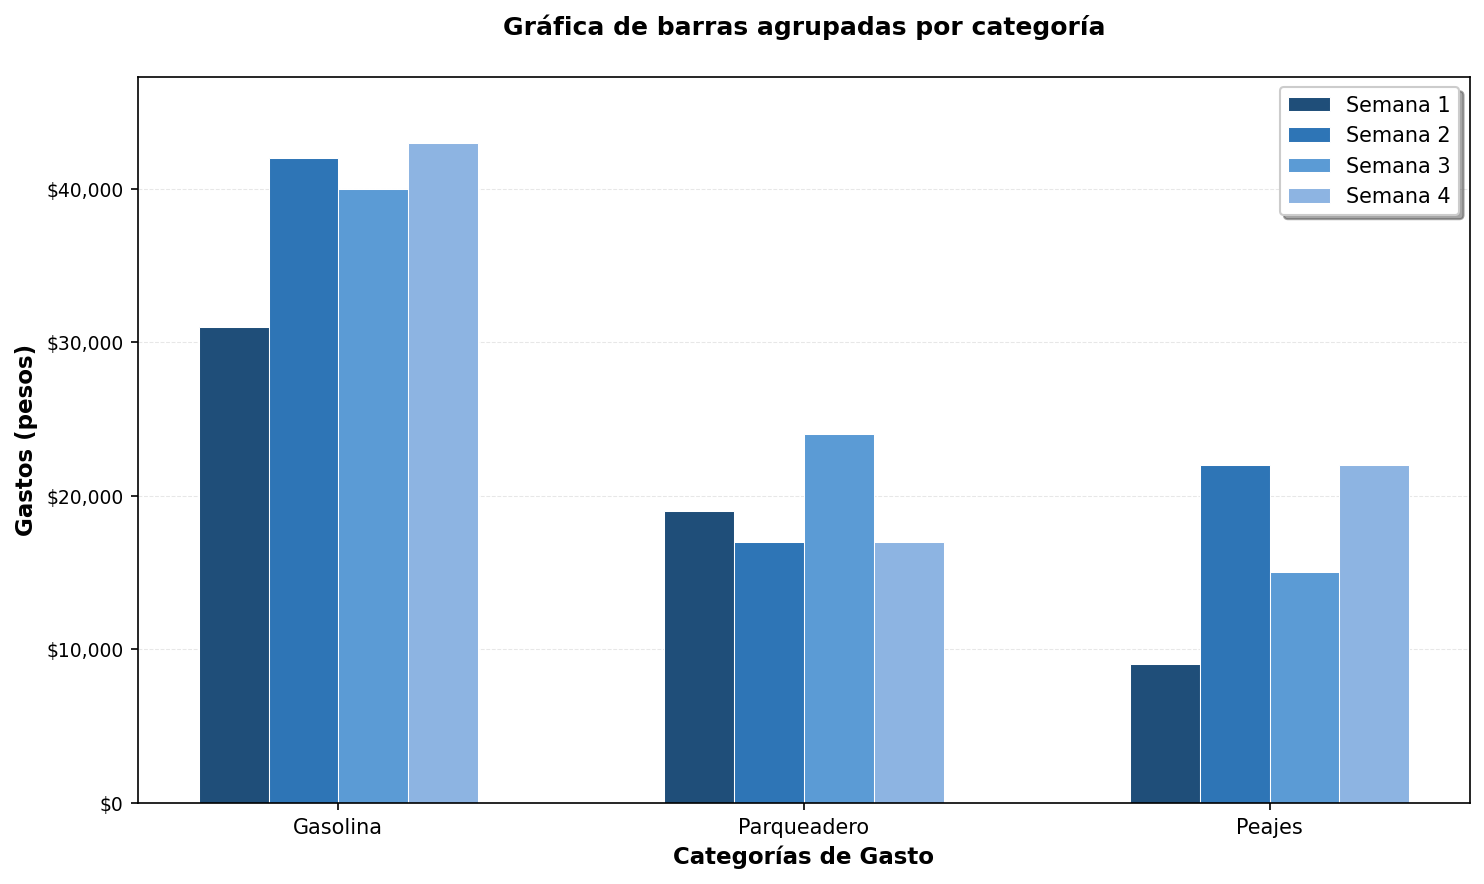 Gráfica de barras agrupadas por categoría
Semana 1
Semana 2
Semana 3
Semana 4
Gastos (pesos)
$40,000
$30,000
$20,000
$10,000
$0
Gasolina
Parqueadero
Peajes
Categorías de Gasto